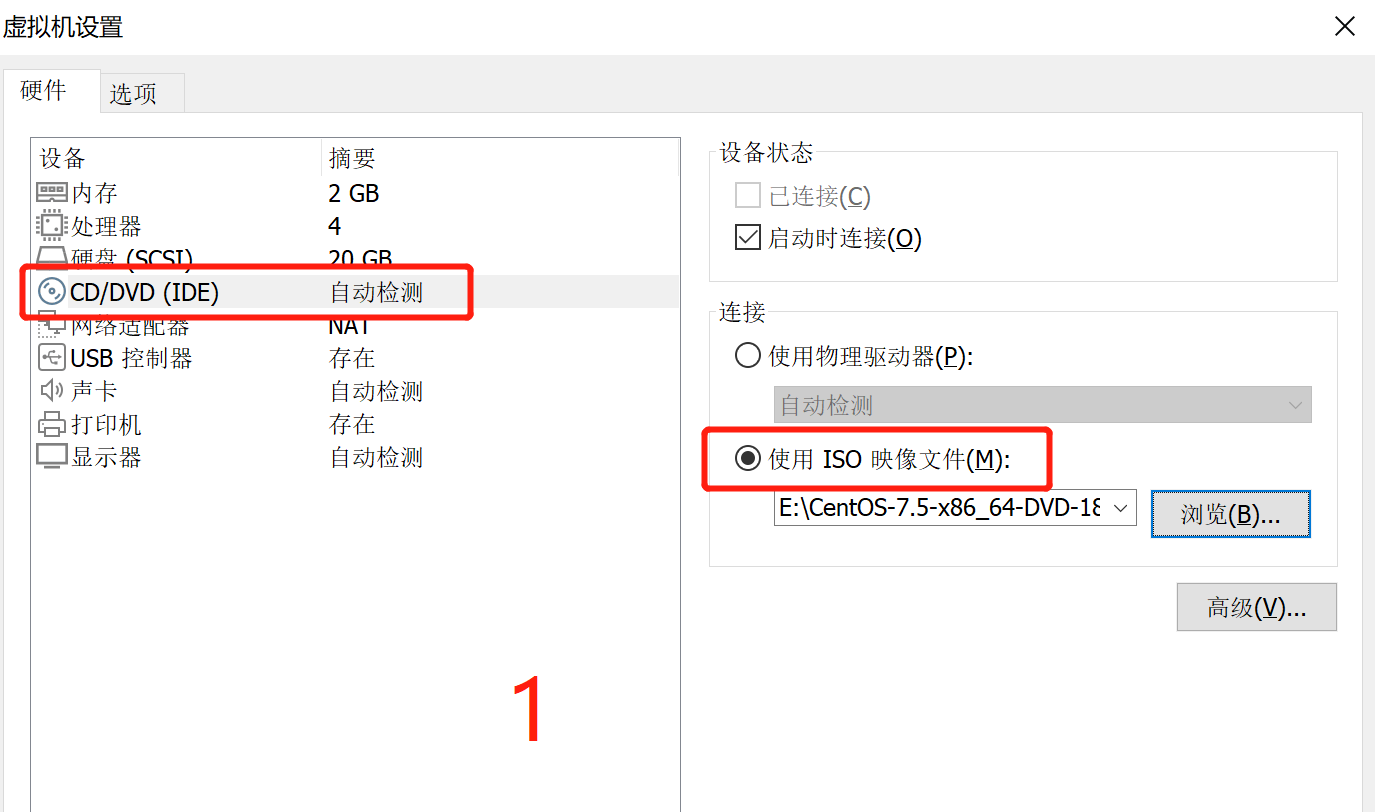 虚拟机设置
硬件 选项
设备 摘要
内存 2 GB
处理器 4
硬盘 (SCSI) 20 GB
CD/DVD (IDE) 自动检测
网络适配器 NAT
USB 控制器 存在
声卡 自动检测
打印机 存在
显示器 自动检测
1
设备状态
已连接(C)
启动时连接(O)
连接
使用物理驱动器(P):
自动检测
使用 ISO 映像文件(M):
E:\CentOS-7.5-x86_64-DVD-18
浏览(B)...
高级(V)...